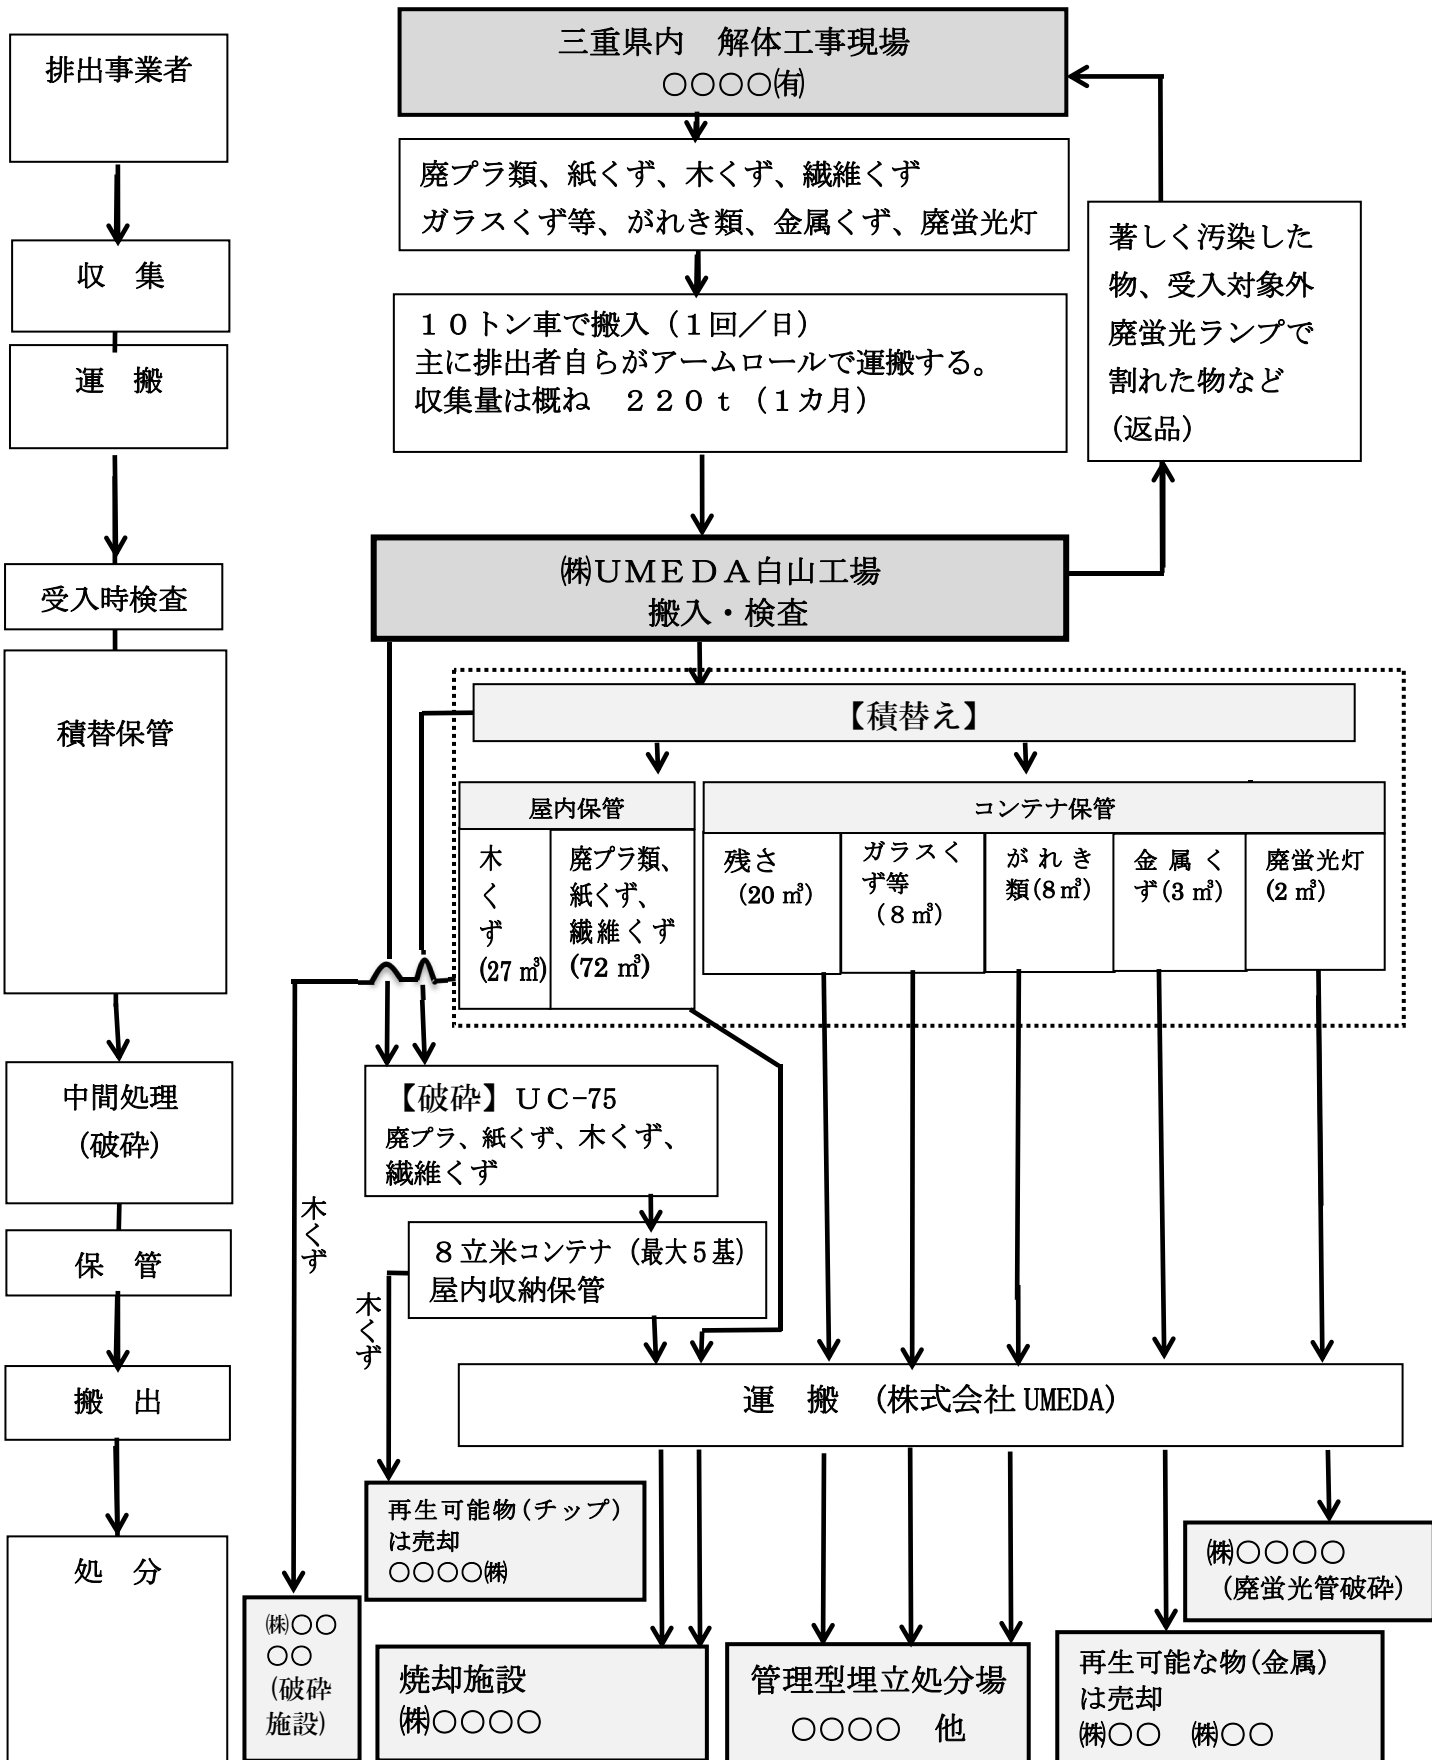 排出事業者
収　集
運　搬
受入時検査
積替保管
中間処理
（破砕）
保　管
搬　出
処　分
三重県内　解体工事現場
○○○○㈲
廃プラ類、紙くず、木くず、繊維くず
ガラスくず等、がれき類、金属くず、廃蛍光灯
１０トン車で搬入（１回／日）
主に排出者自らがアームロールで運搬する。
収集量は概ね　２２０ｔ（１カ月）
著しく汚染した
物、受入対象外
廃蛍光ランプで
割れた物など
（返品）
㈱ＵＭＥＤＡ白山工場
搬入・検査
【積替え】
屋内保管
木
く
ず
(27 ㎥)
廃プラ類、
紙くず、
繊維くず
(72 ㎥)
コンテナ保管
残さ
（20 ㎥）
ガラスく
ず等
（８㎥）
がれき
類（8㎥）
金属く
ず（3 ㎥）
廃蛍光灯
(2 ㎥)
【破砕】ＵＣ-75
廃プラ、紙くず、木くず、
繊維くず
木くず
８立米コンテナ（最大５基）
屋内収納保管
木くず
運　搬　（株式会社 UMEDA）
再生可能物（チップ）
は売却
○○○○㈱
㈱○○
○○
（破砕
施設）
焼却施設
㈱○○○○
管理型埋立処分場
○○○○　他
㈱○○○○
（廃蛍光管破砕）
再生可能な物（金属）
は売却
㈱○○　㈱○○